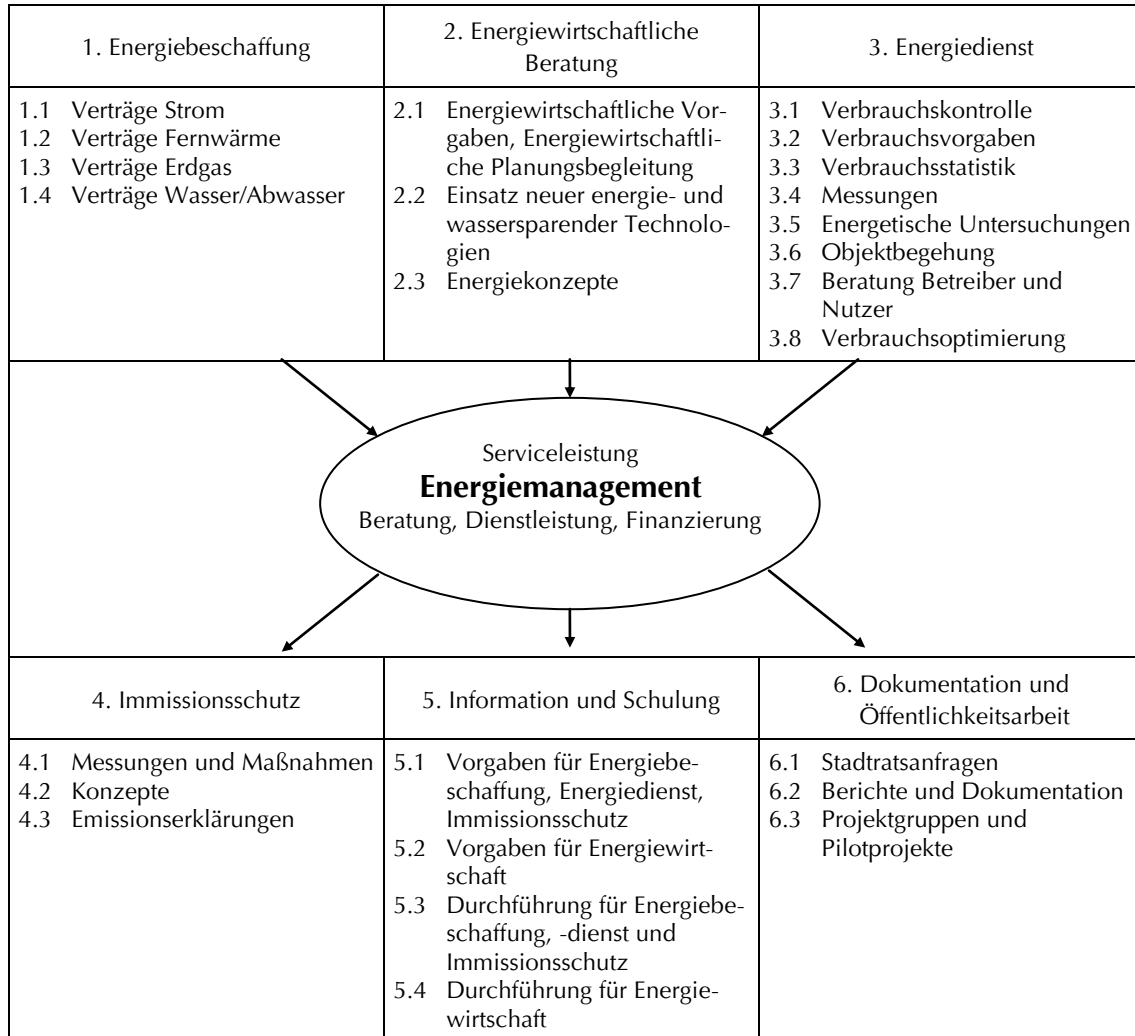 1. Energiebeschaffung
2. Energiewirtschaftliche
Beratung
3. Energiedienst
1.1 Verträge Strom
1.2 Verträge Fernwärme
1.3 Verträge Erdgas
1.4 Verträge Wasser/Abwasser
2.1 Energiewirtschaftliche Vor-
gaben, Energiewirtschaftli-
che Planungsbegleitung
2.2 Einsatz neuer energie- und
wassersparender Technolo-
gien
2.3 Energiekonzepte
3.1 Verbrauchskontrolle
3.2 Verbrauchsvorgaben
3.3 Verbrauchsstatistik
3.4 Messungen
3.5 Energetische Untersuchungen
3.6 Objektbegehung
3.7 Beratung Betreiber und
Nutzer
3.8 Verbrauchsoptimierung
Serviceleistung
Energiemanagement
Beratung, Dienstleistung, Finanzierung
4. Immissionsschutz
5. Information und Schulung
6. Dokumentation und
Öffentlichkeitsarbeit
4.1 Messungen und Maßnahmen
4.2 Konzepte
4.3 Emissionserklärungen
5.1 Vorgaben für Energiebe-
schaffung, Energiedienst,
Immissionsschutz
5.2 Vorgaben für Energiewirt-
schaft
5.3 Durchführung für Energiebe-
schaffung, -dienst und
Immissionsschutz
5.4 Durchführung für Energie-
wirtschaft
6.1 Stadtratsanfragen
6.2 Berichte und Dokumentation
6.3 Projektgruppen und
Pilotprojekte